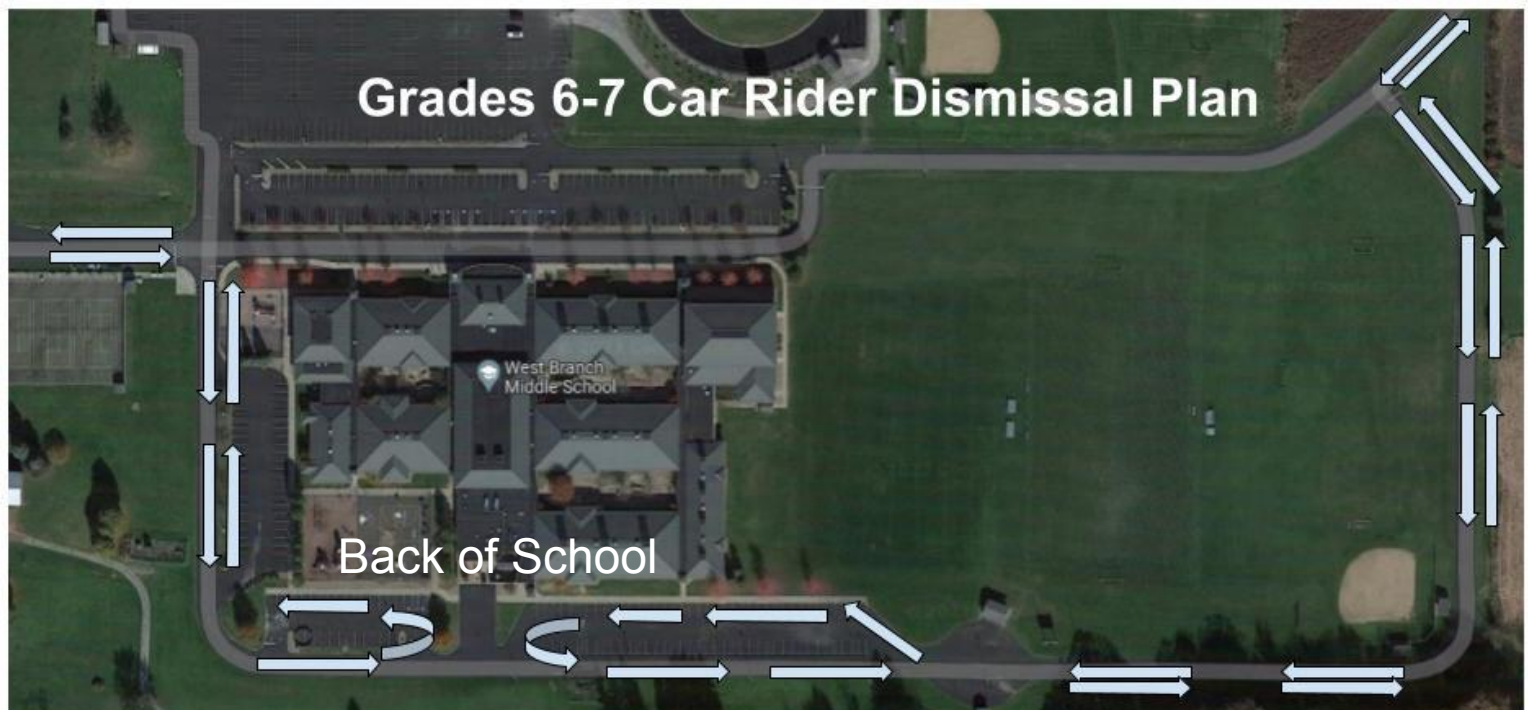 Grades 6-7 Car Rider Dismissal Plan
West Branch
Middle School
Back of School